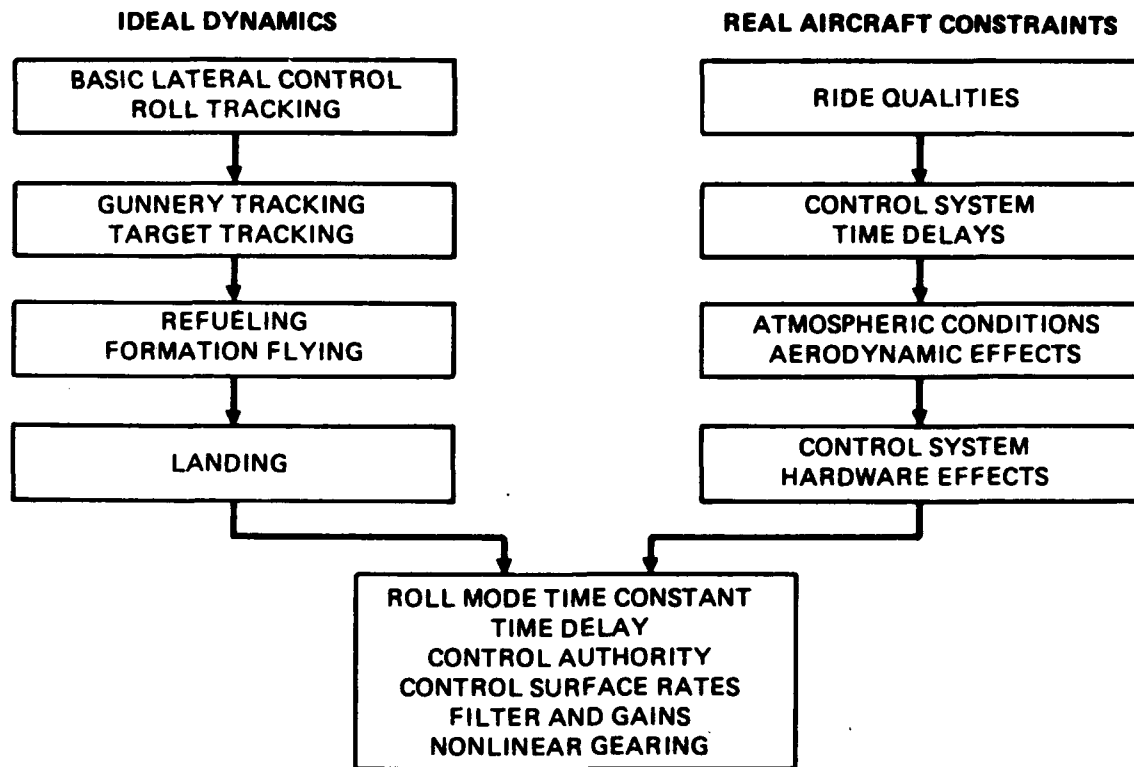 IDEAL DYNAMICS
BASIC LATERAL CONTROL
ROLL TRACKING
GUNNERY TRACKING
TARGET TRACKING
REFUELING
FORMATION FLYING
LANDING
REAL AIRCRAFT CONSTRAINTS
RIDE QUALITIES
CONTROL SYSTEM
TIME DELAYS
ATMOSPHERIC CONDITIONS
AERODYNAMIC EFFECTS
CONTROL SYSTEM
HARDWARE EFFECTS
ROLL MODE TIME CONSTANT
TIME DELAY
CONTROL AUTHORITY
CONTROL SURFACE RATES
FILTER AND GAINS
NONLINEAR GEARING